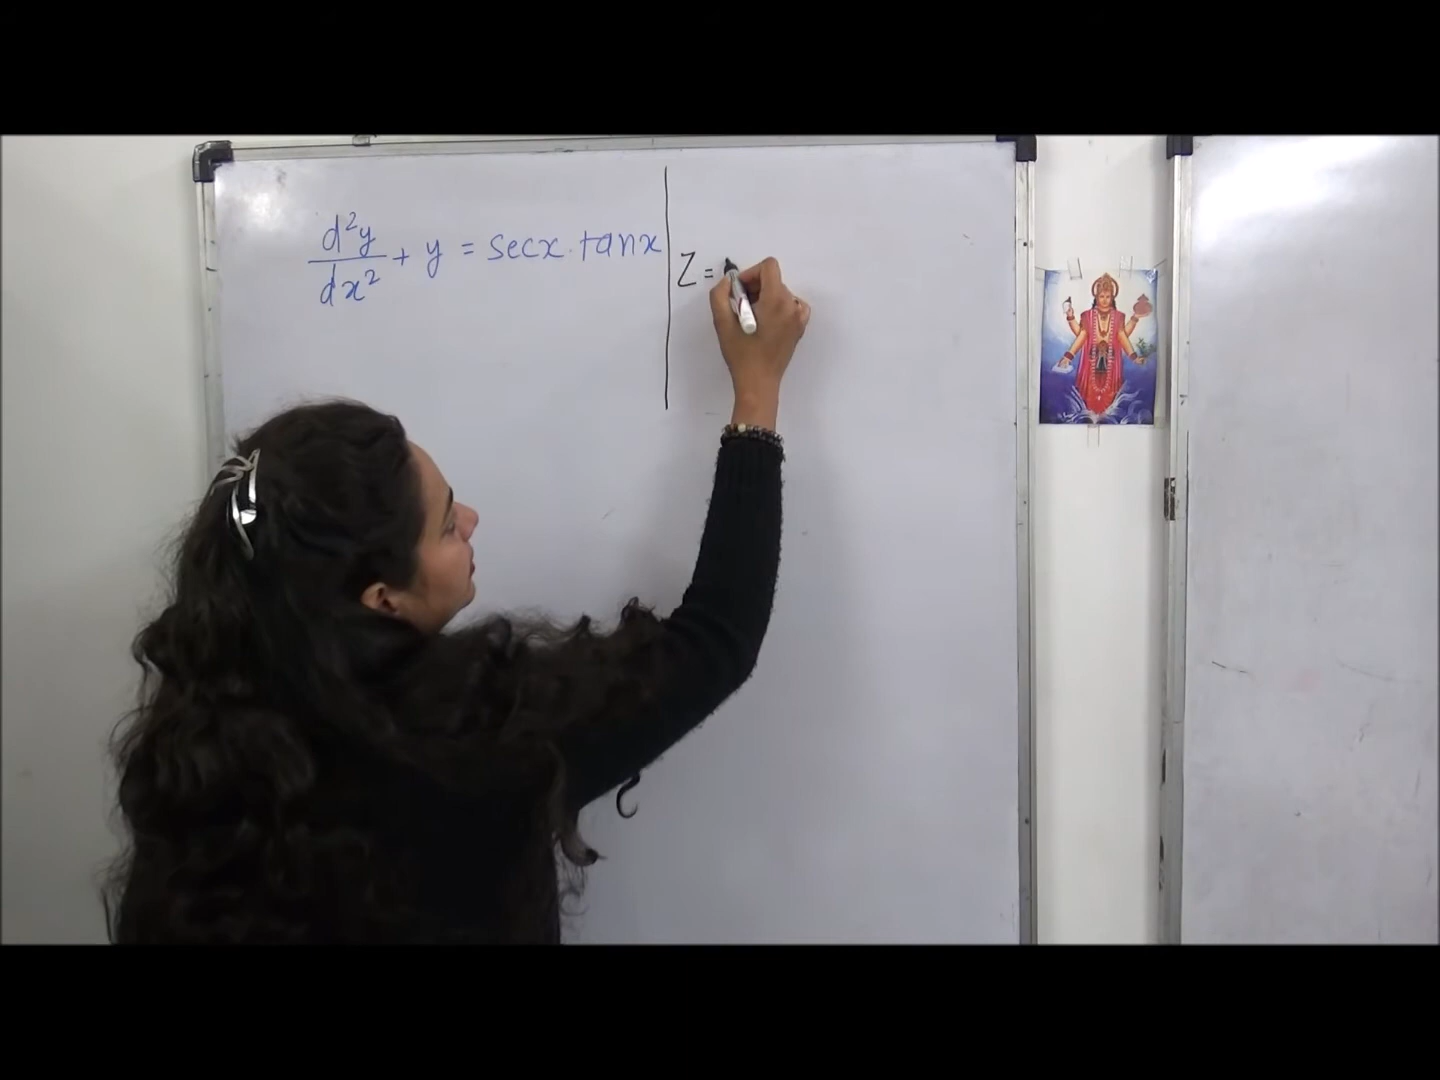 d²y/dx² + y = secx · tanx
Z =